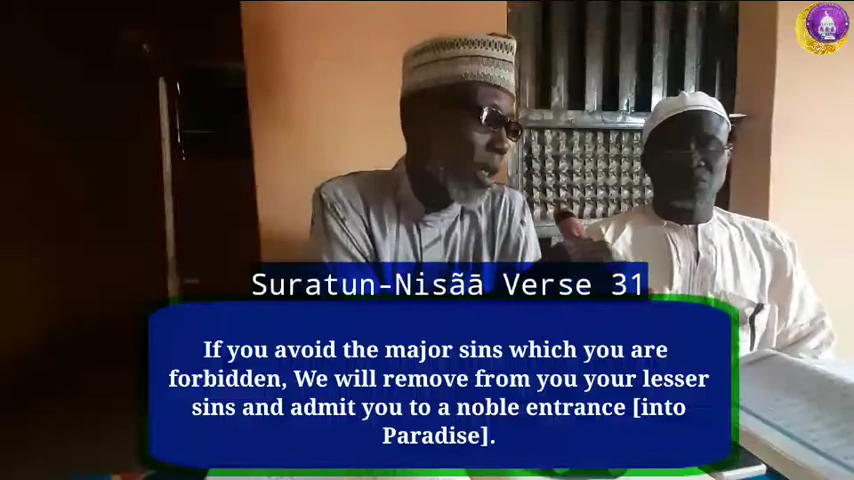 Suratun-Nisãā Verse 31
If you avoid the major sins which you are
forbidden, We will remove from you your lesser
sins and admit you to a noble entrance [into
Paradise].